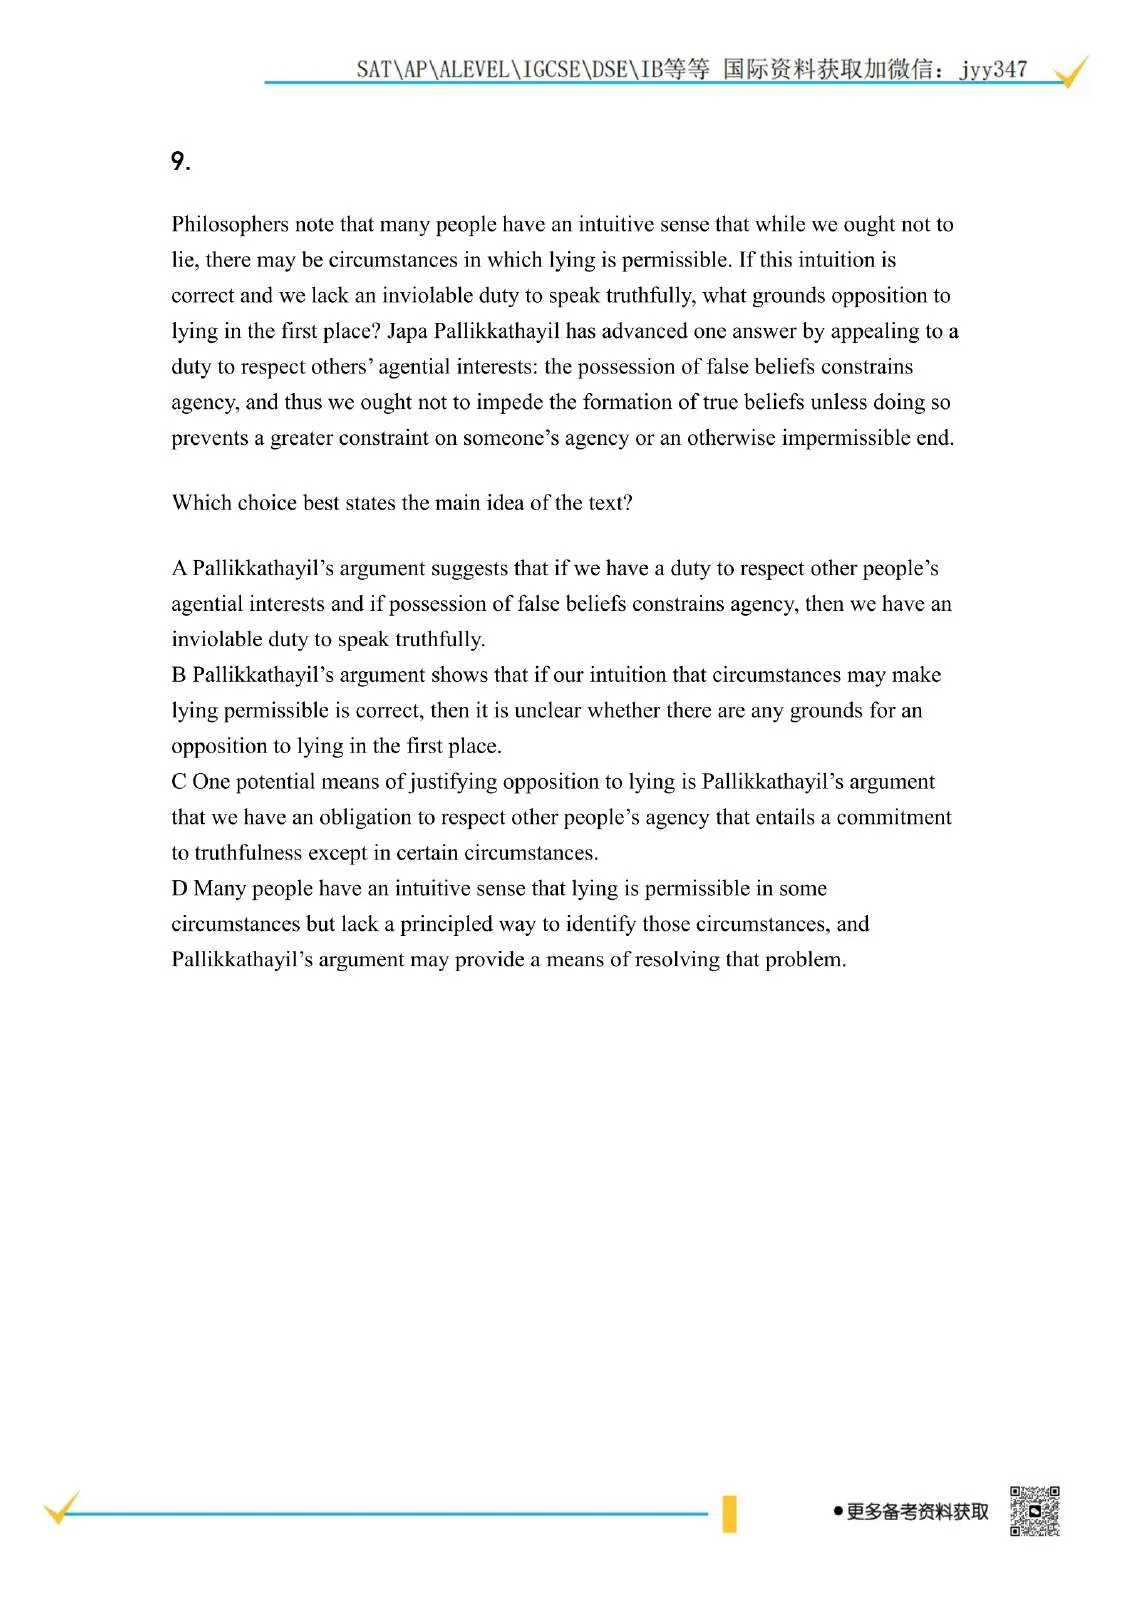 SAT\AP\ALEVEL\IGCSE\DSE\IB等等 国际资料获取加微信：jyy347
9.
Philosophers note that many people have an intuitive sense that while we ought not to
lie, there may be circumstances in which lying is permissible. If this intuition is
correct and we lack an inviolable duty to speak truthfully, what grounds opposition to
lying in the first place? Japa Pallikkathayil has advanced one answer by appealing to a
duty to respect others’ agential interests: the possession of false beliefs constrains
agency, and thus we ought not to impede the formation of true beliefs unless doing so
prevents a greater constraint on someone’s agency or an otherwise impermissible end.
Which choice best states the main idea of the text?
A Pallikkathayil’s argument suggests that if we have a duty to respect other people’s
agential interests and if possession of false beliefs constrains agency, then we have an
inviolable duty to speak truthfully.
B Pallikkathayil’s argument shows that if our intuition that circumstances may make
lying permissible is correct, then it is unclear whether there are any grounds for an
opposition to lying in the first place.
C One potential means of justifying opposition to lying is Pallikkathayil’s argument
that we have an obligation to respect other people’s agency that entails a commitment
to truthfulness except in certain circumstances.
D Many people have an intuitive sense that lying is permissible in some
circumstances but lack a principled way to identify those circumstances, and
Pallikkathayil’s argument may provide a means of resolving that problem.
●更多备考资料获取